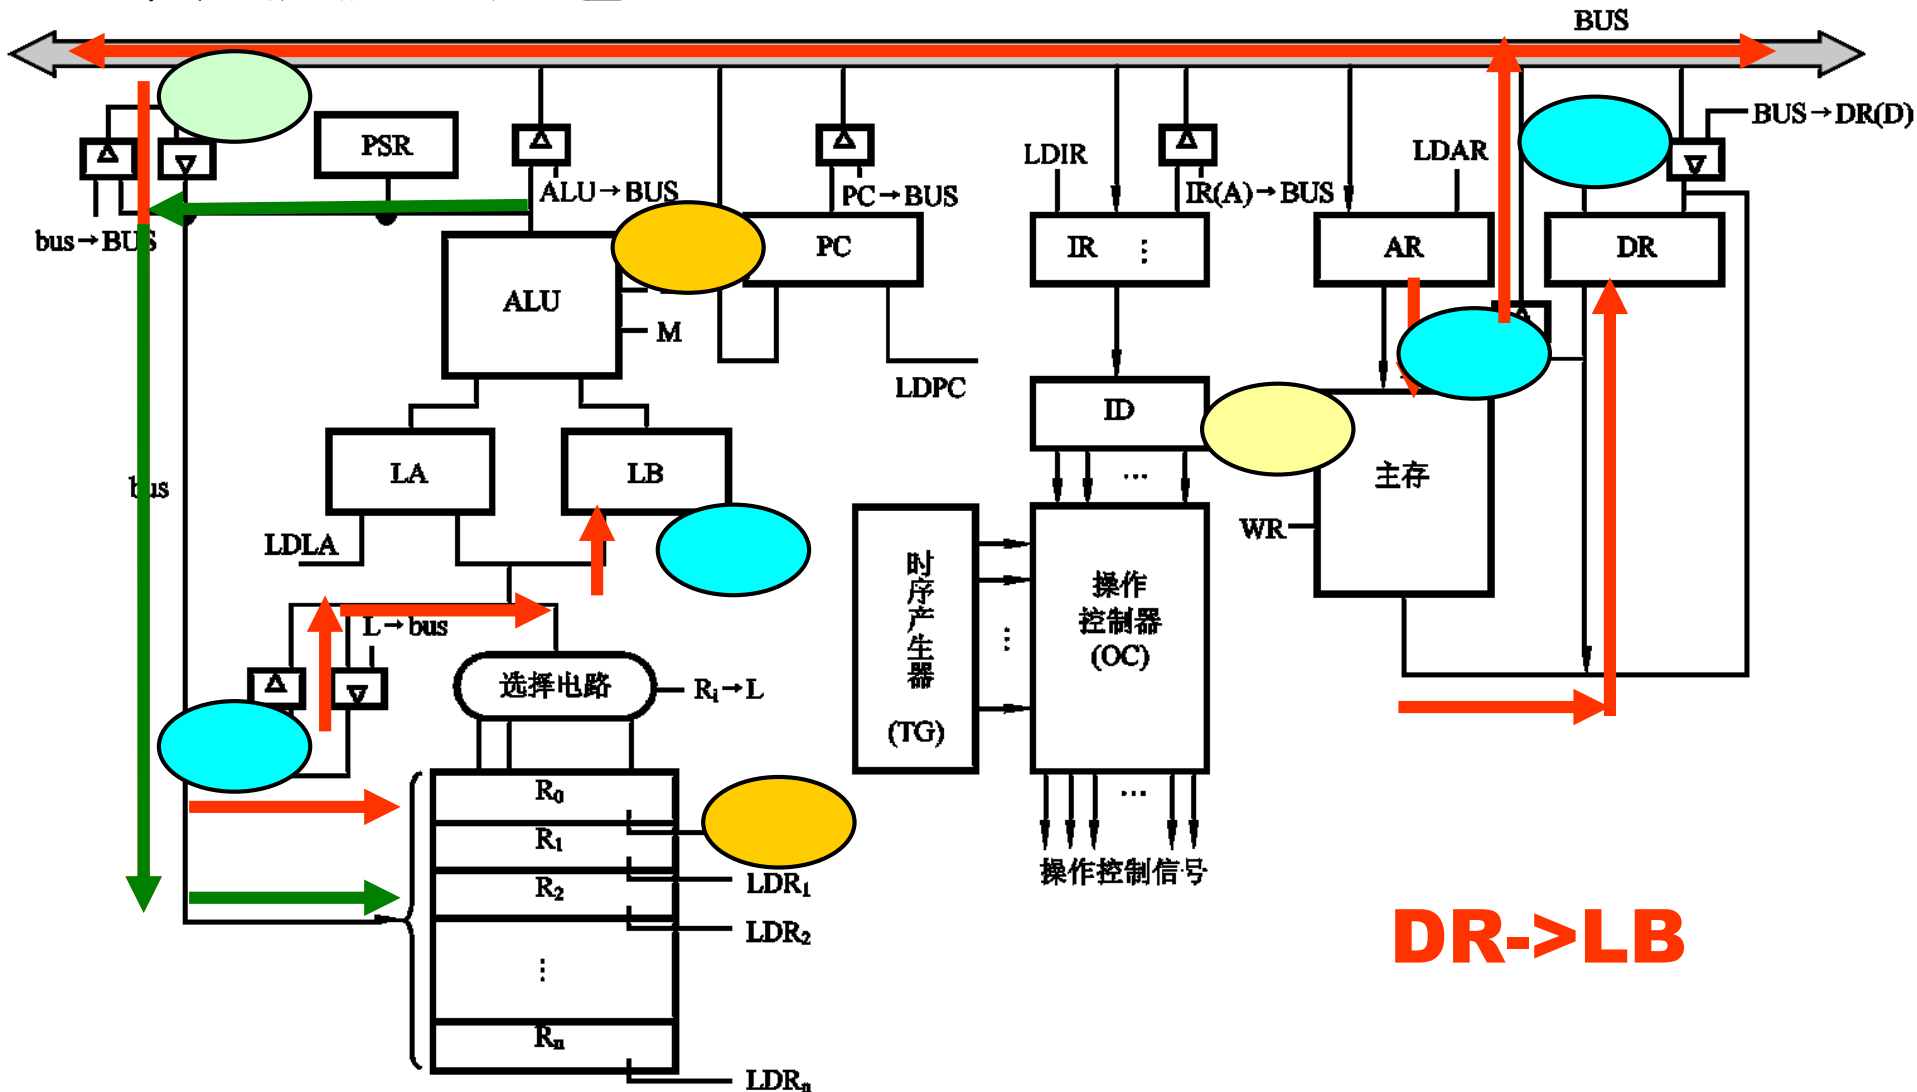 BUS
BUS→DR(D)
PSR
LDIR
LDAR
ALU→BUS
PC→BUS
IR(A)→BUS
bus→BUS
PC
IR
⋮
AR
DR
ALU
M
LDPC
ID
LA
LB
主存
bus
…
WR
LDLA
时序产生器
(TG)
操作
控制器
(OC)
⋮
L→bus
选择电路
Rᵢ→L
R₀
R₁
LDR₁
R₂
LDR₂
⋮
Rₙ
LDRₙ
…
操作控制信号
DR->LB